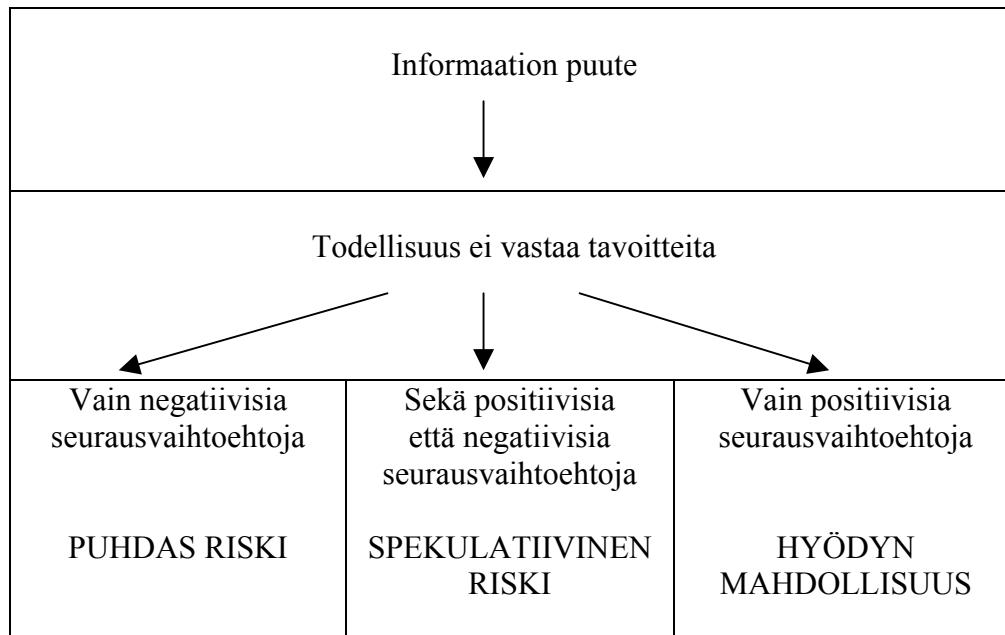 Informaation puute
Todellisuus ei vastaa tavoitteita
Vain negatiivisia
seurausvaihtoehtoja
PUHDAS RISKI
Sekä positiivisia
että negatiivisia
seurausvaihtoehtoja
SPEKULATIIVINEN
RISKI
Vain positiivisia
seurausvaihtoehtoja
HYÖDYN
MAHDOLLISUUS